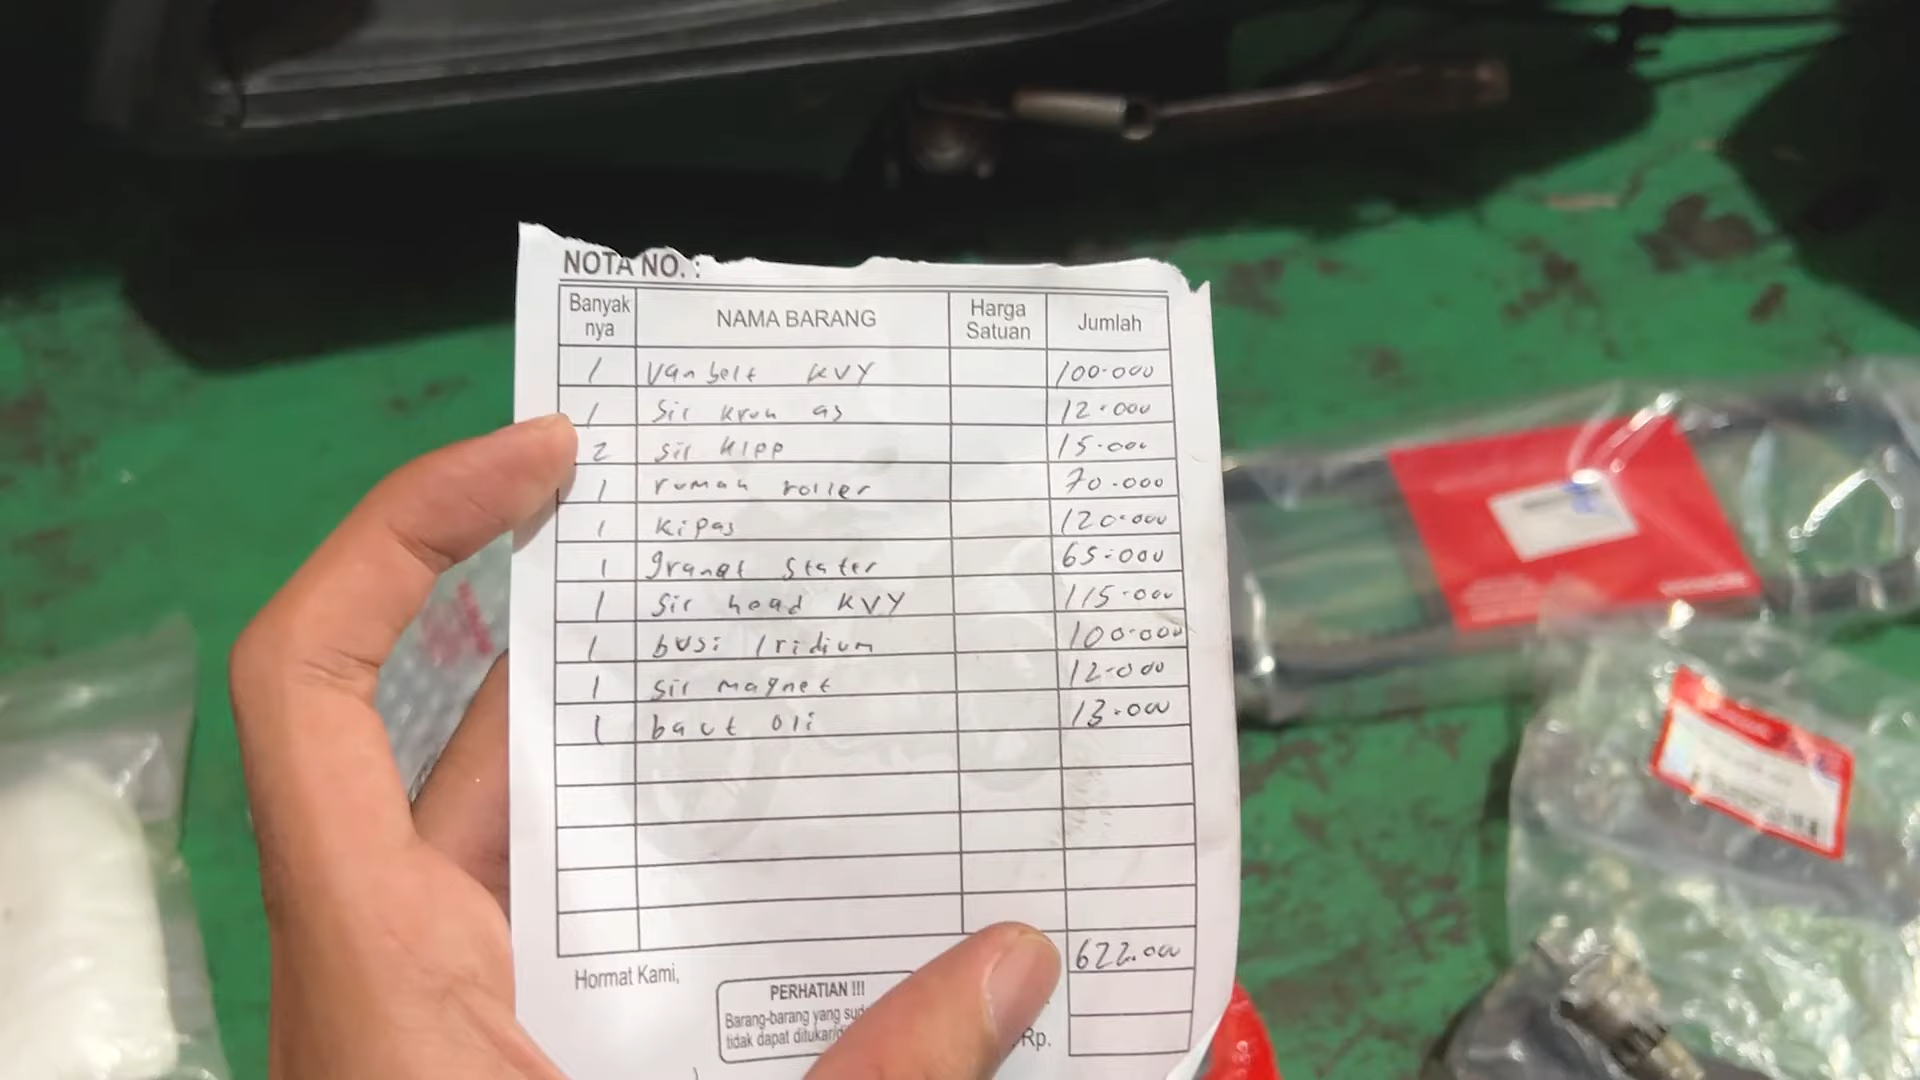 NOTA NO. :
Banyak nya NAMA BARANG Harga Satuan Jumlah
1 Van belt KVY 100.000
1 Sil kruk as 12.000
2 Sil klep 15.000
1 rumah roller 70.000
1 Kipas 120.000
1 granat stater 65.000
1 Sil head KVY 115.000
1 busi Iridium 100.000
1 Sil magnet 12.000
1 baut oli 13.000
622.000
Hormat Kami,
PERHATIAN !!!
Barang-barang yang
tidak dapat
Rp.